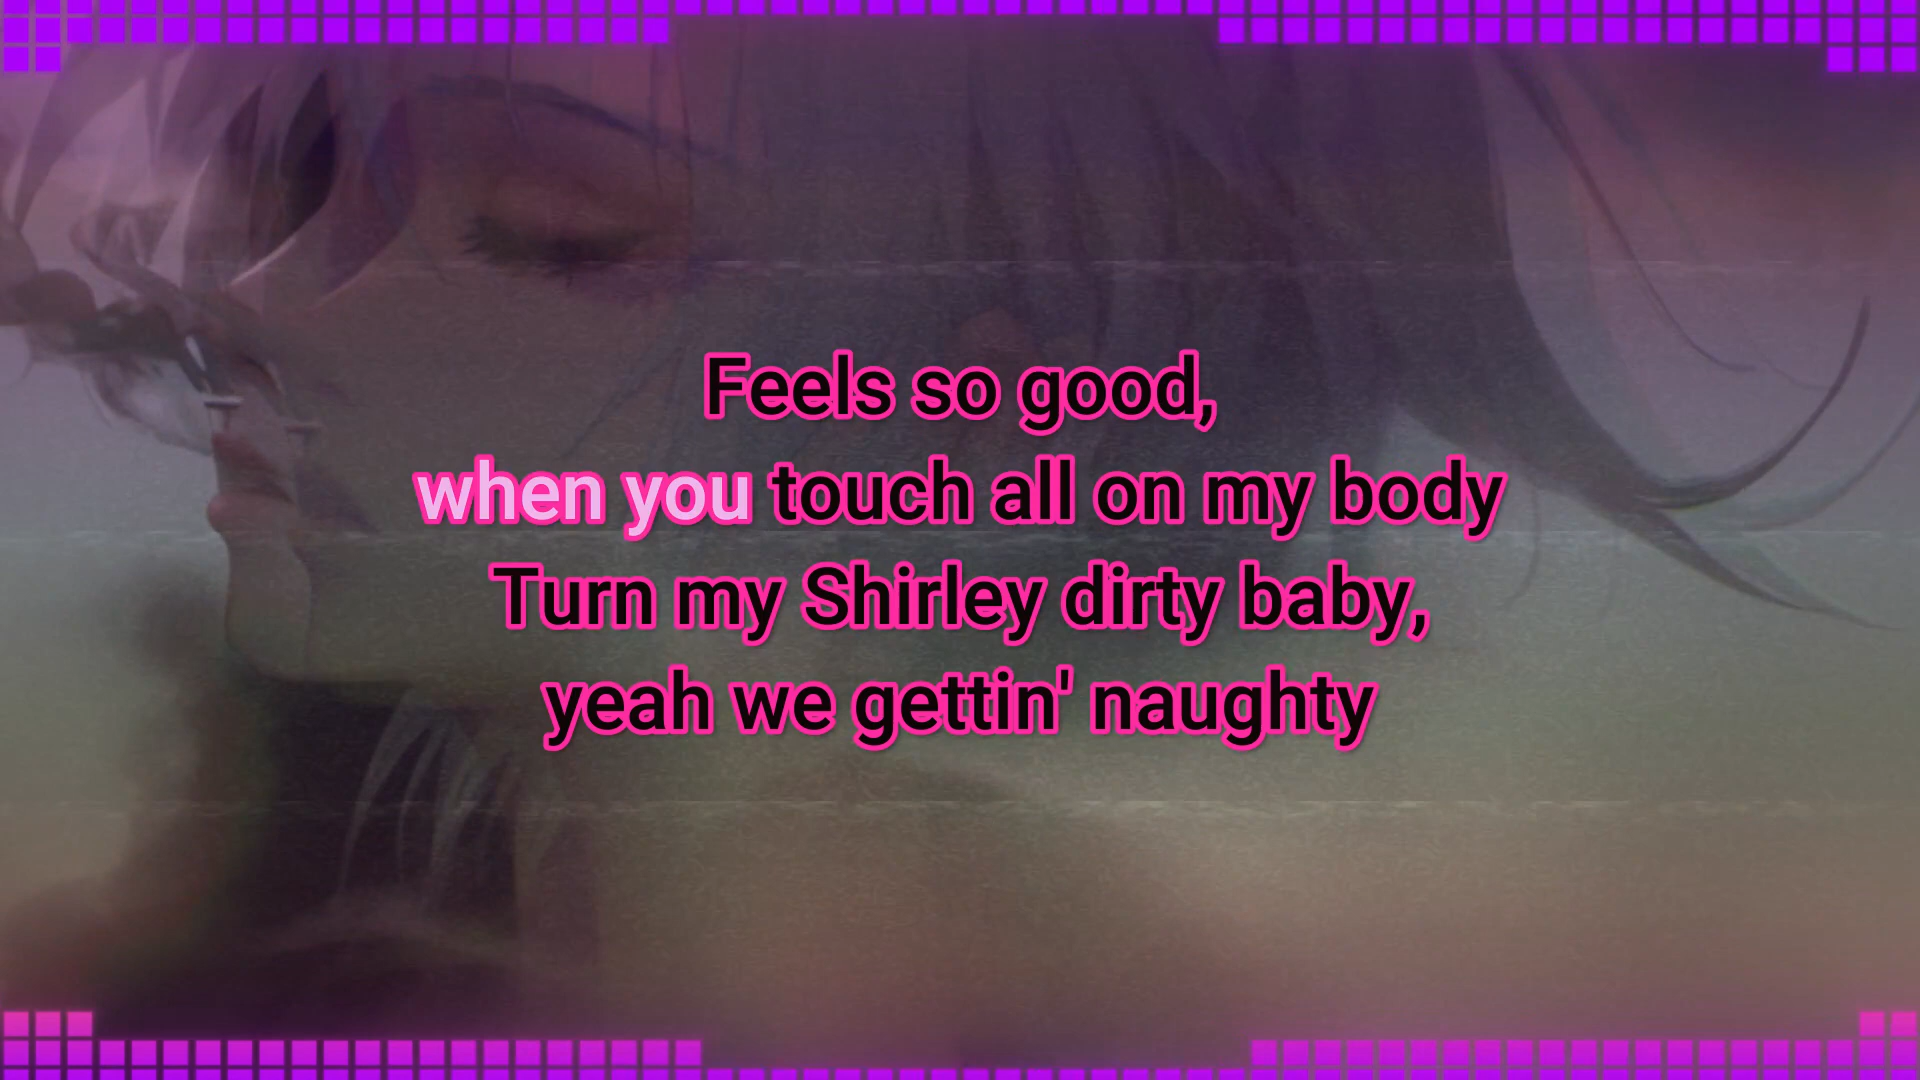 Feels so good,
when you touch all on my body
Turn my Shirley dirty baby,
yeah we gettin' naughty